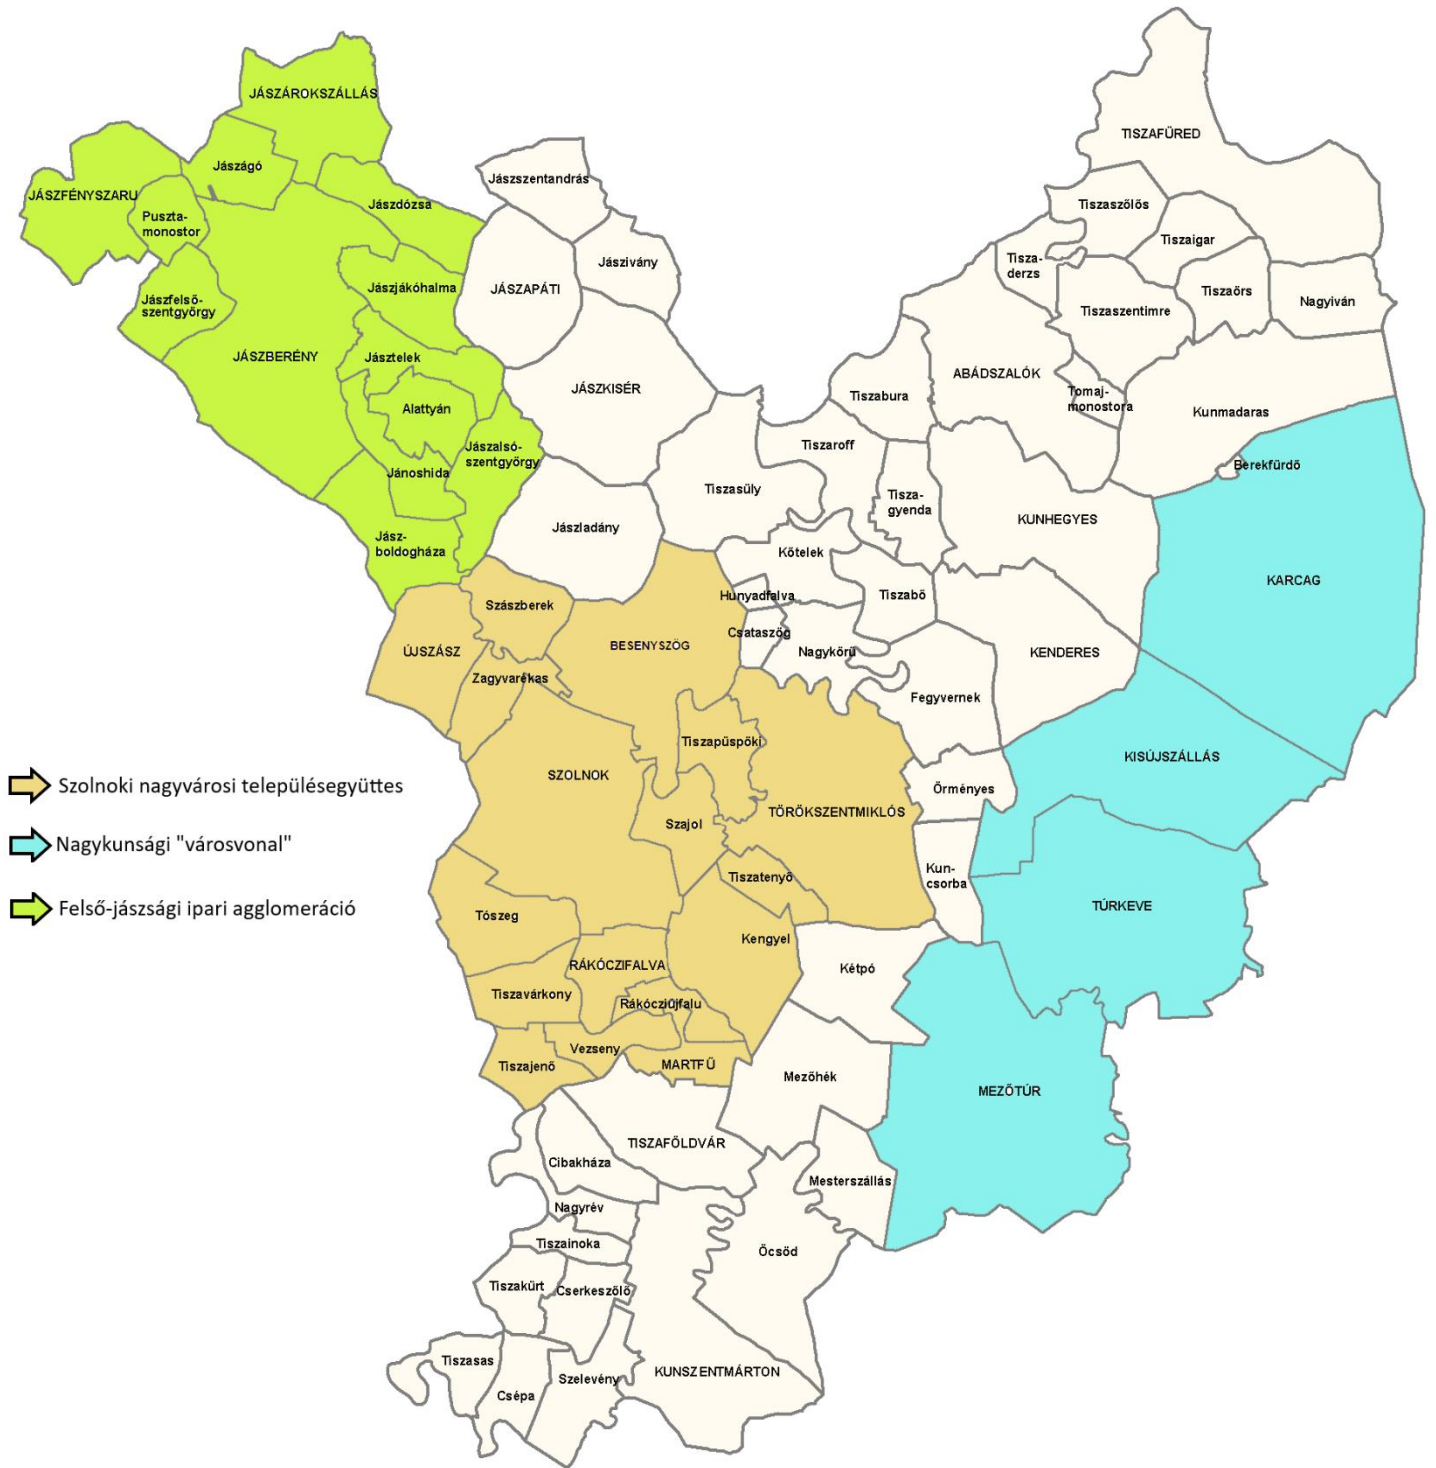 JÁSZÁROKSZÁLLÁS
TISZAFÜRED
Jászágó
Jászszentandrás
JÁSZFÉNYSZARU
Jászdózsa
Tiszaszőlős
Puszta-
monostor
Tiszaigar
Jászivány
Tisza-
derzs
Jászjákóhalma
JÁSZAPÁTI
Tiszaörs
Jászfelső-
szentgyörgy
Nagyiván
Tiszaszentimre
JÁSZBERÉNY
Jásztelek
JÁSZKISÉR
ABÁDSZALÓK
Tomaj-
monostora
Tiszabura
Alattyán
Kunmadaras
Jászalsó-
szentgyörgy
Tiszaroff
Berekfürdő
Jánoshida
Tiszasüly
Tisza-
gyenda
KUNHEGYES
Jászladány
Jász-
boldogháza
Kőtelek
KARCAG
Hunyadfalva
Tiszabő
Szászberek
Csataszög
BESENYSZÖG
ÚJSZÁSZ
Nagykörű
KENDERES
Zagyvarékas
Fegyvernek
Tiszapüspöki
KISÚJSZÁLLÁS
SZOLNOK
Szolnoki nagyvárosi településegyüttes
Örményes
TÖRÖKSZENTMIKLÓS
Szajol
Nagykunsági "városvonal"
Kun-
csorba
Tiszatenyő
TÚRKEVE
Felső-jászsági ipari agglomeráció
Tószeg
Kengyel
RÁKÓCZIFALVA
Kétpó
Tiszavárkony
Rákócziújfalu
Vezseny
Tiszajenő
MARTFŰ
Mezőhék
MEZŐTÚR
TISZAFÖLDVÁR
Cibakháza
Mesterszállás
Nagyrév
Tiszainoka
Öcsöd
Tiszakürt
Cserkeszőlő
Tiszasas
KUNSZENTMÁRTON
Szelevény
Csépa